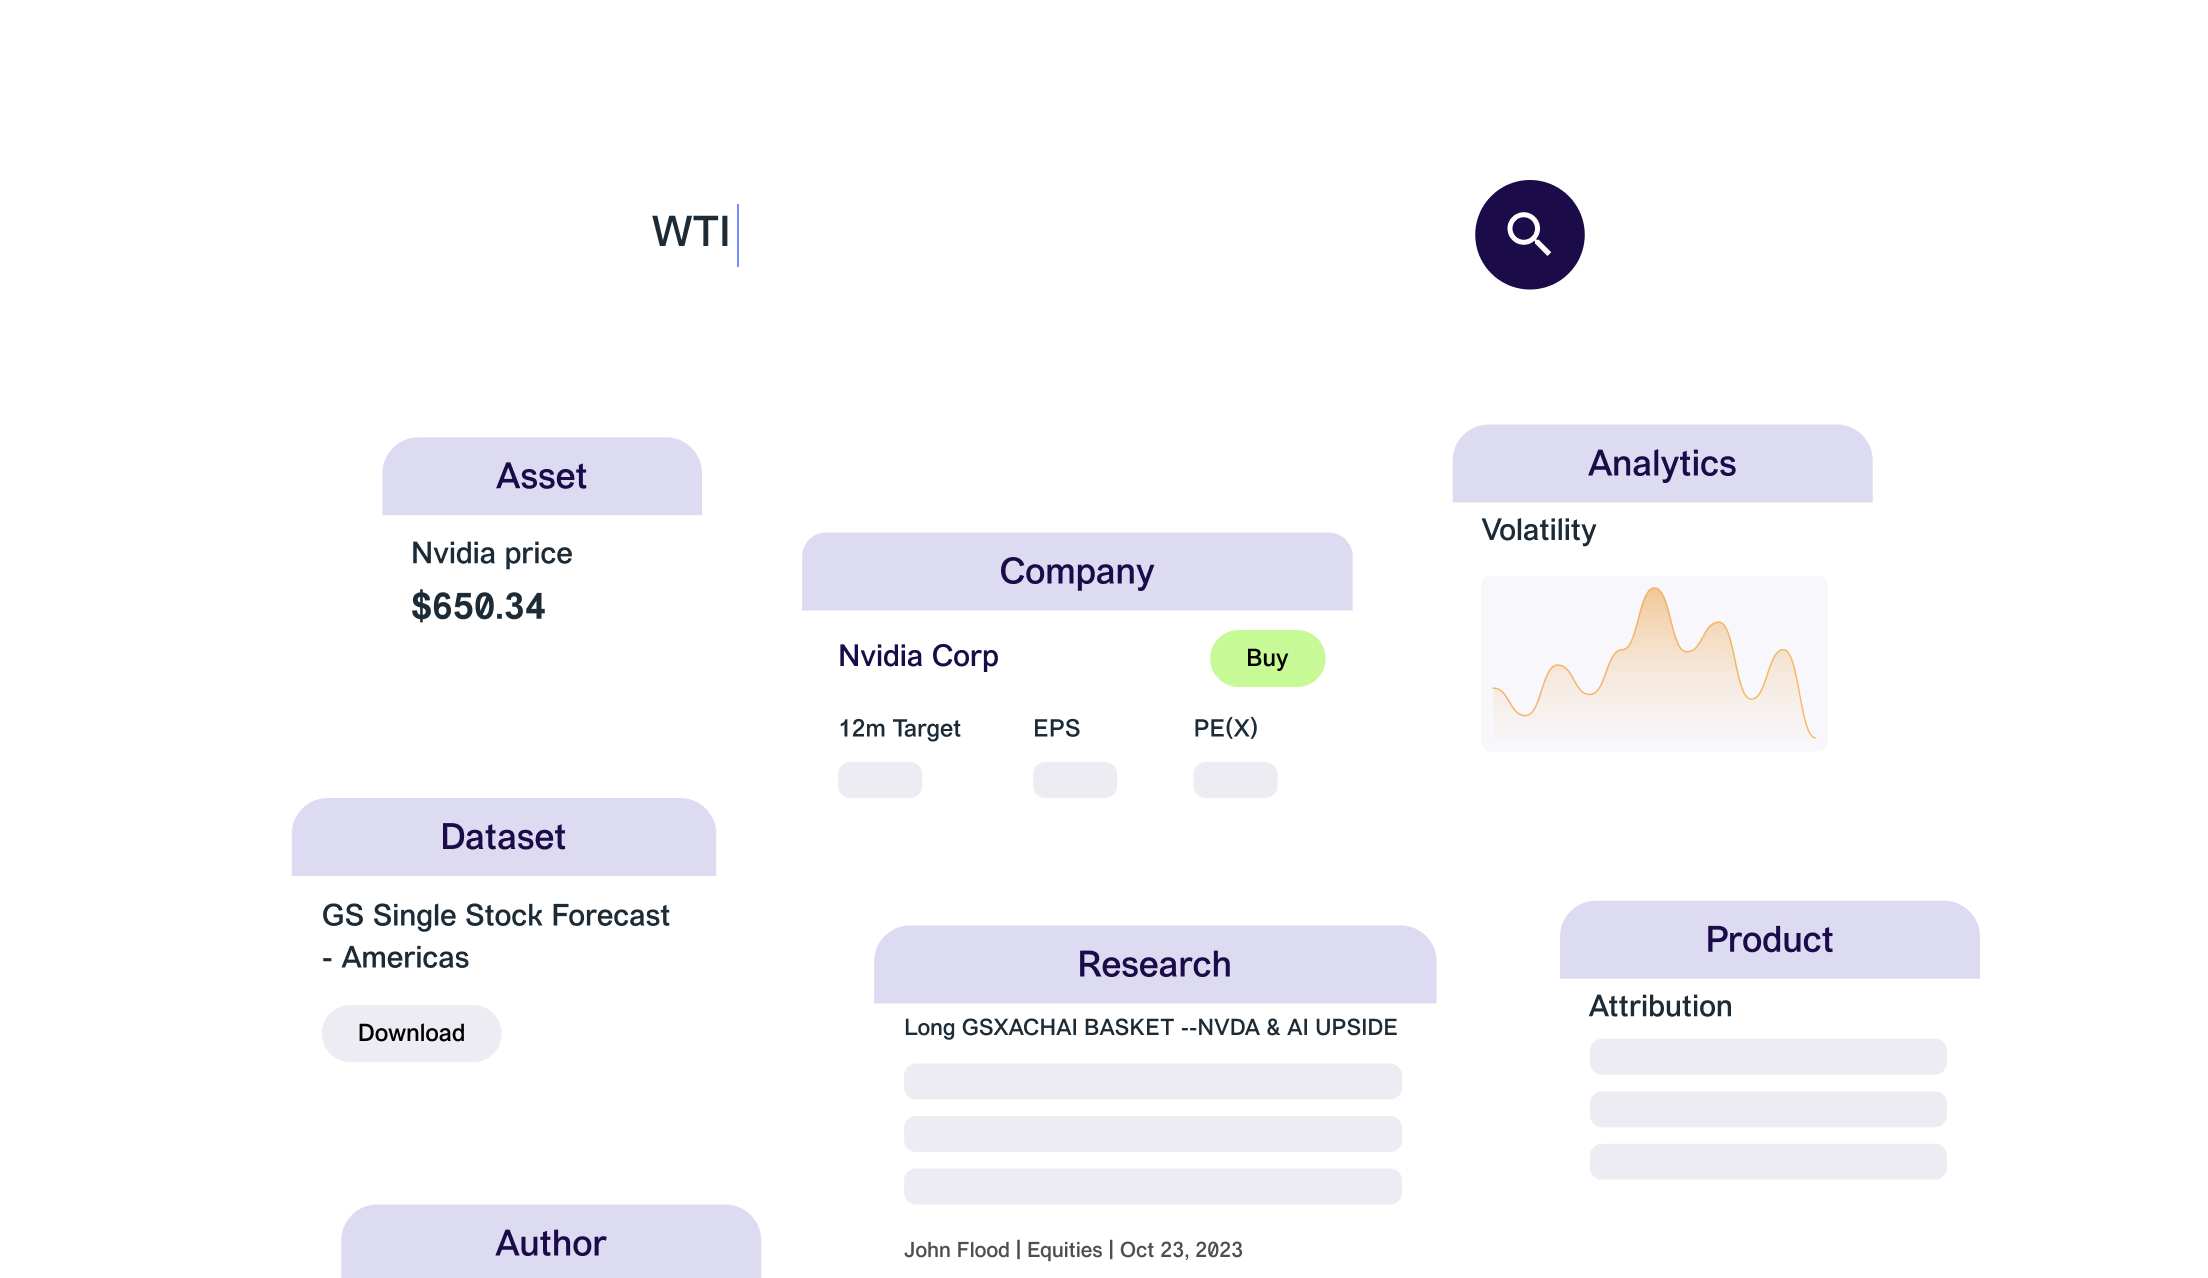 WTI
Asset
Nvidia price
$650.34
Company
Nvidia Corp
Buy
12m Target
EPS
PE(X)
Analytics
Volatility
Dataset
GS Single Stock Forecast
- Americas
Download
Research
Long GSXACHAI BASKET --NVDA & AI UPSIDE
John Flood | Equities | Oct 23, 2023
Product
Attribution
Author